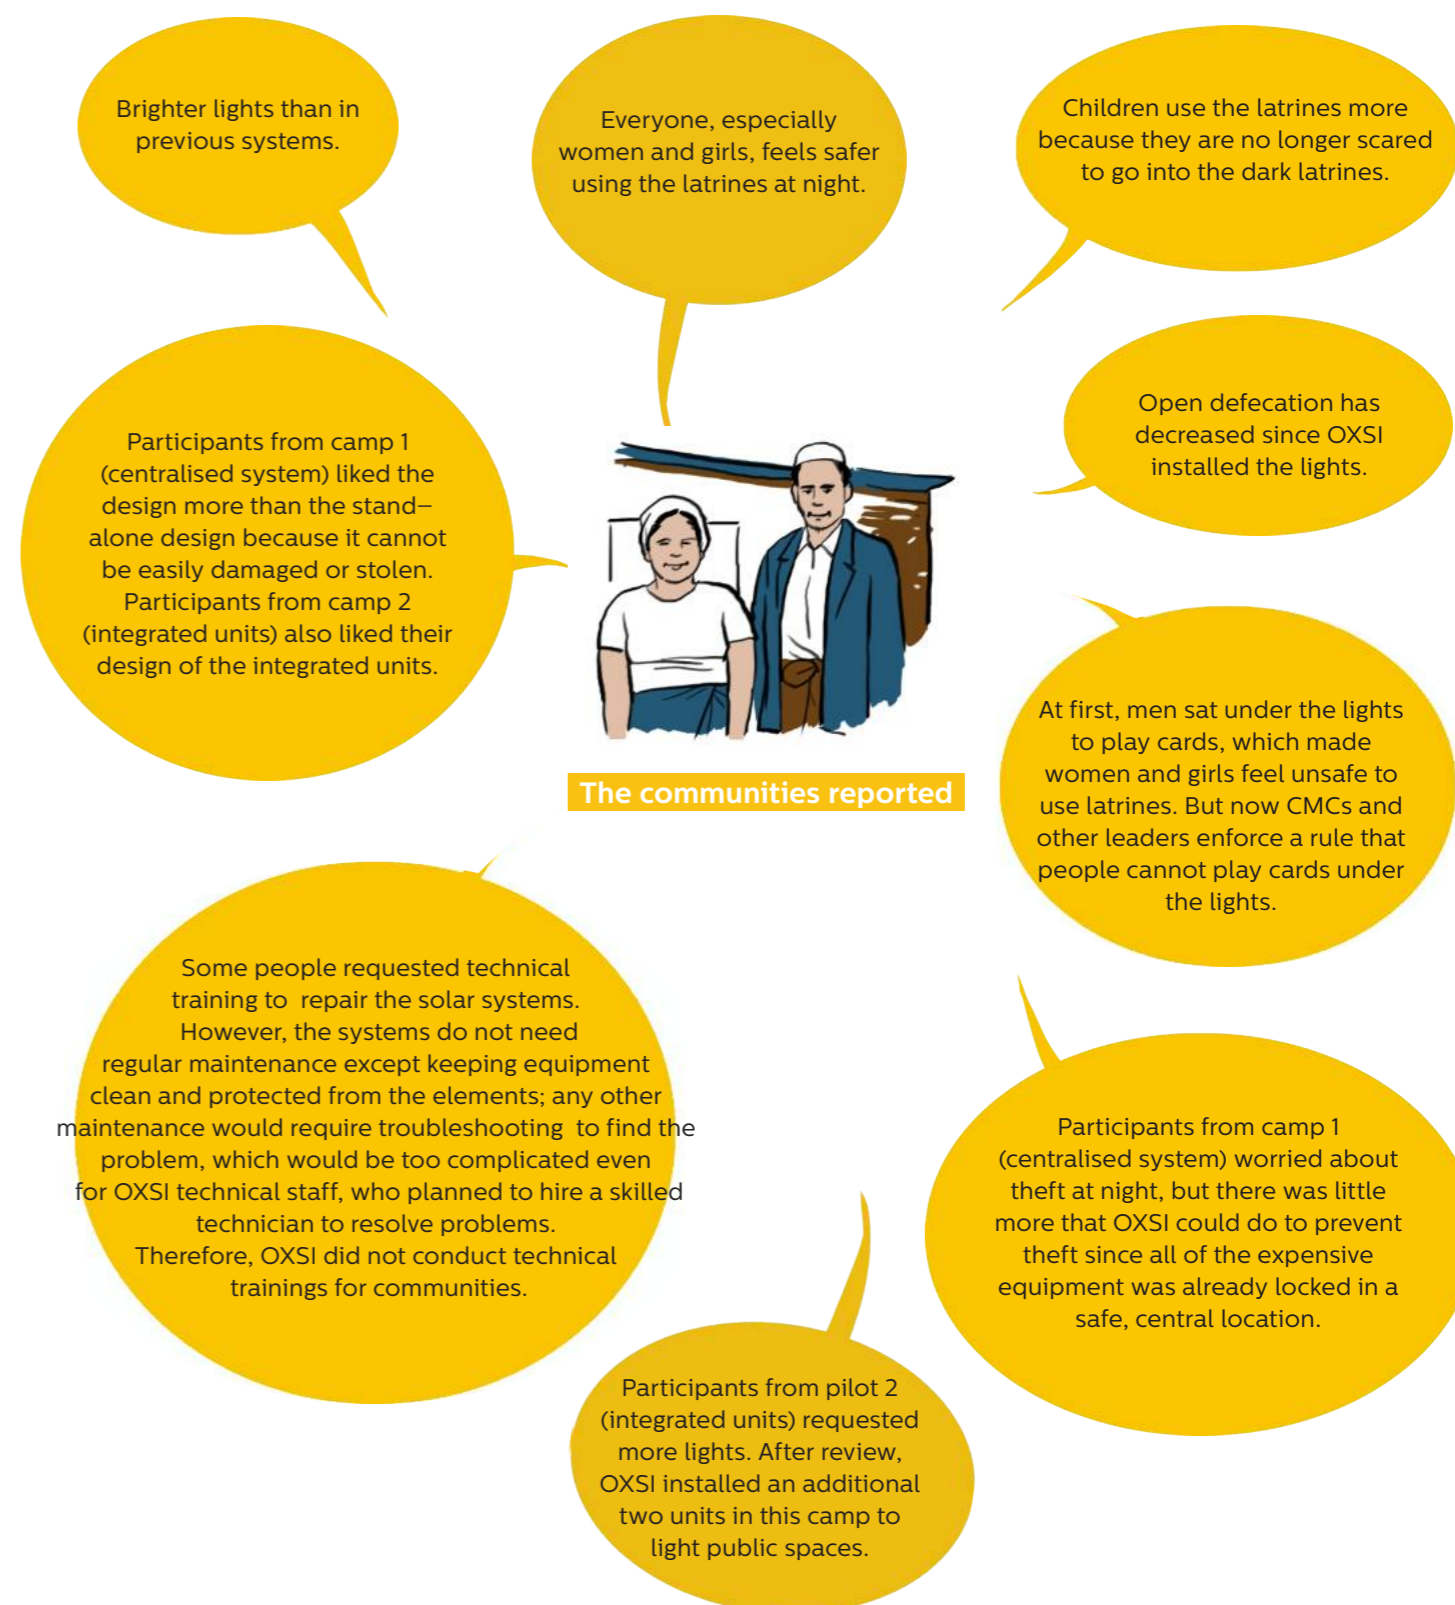 Brighter lights than in
previous systems.
Everyone, especially
women and girls, feels safer
using the latrines at night.
Children use the latrines more
because they are no longer scared
to go into the dark latrines.
Participants from camp 1
(centralised system) liked the
design more than the stand–
alone design because it cannot
be easily damaged or stolen.
Participants from camp 2
(integrated units) also liked their
design of the integrated units.
Open defecation has
decreased since OXSI
installed the lights.
The communities reported
At first, men sat under the lights
to play cards, which made
women and girls feel unsafe to
use latrines. But now CMCs and
other leaders enforce a rule that
people cannot play cards under
the lights.
Some people requested technical
training to repair the solar systems.
However, the systems do not need
regular maintenance except keeping equipment
clean and protected from the elements; any other
maintenance would require troubleshooting to find the
problem, which would be too complicated even
for OXSI technical staff, who planned to hire a skilled
technician to resolve problems.
Therefore, OXSI did not conduct technical
trainings for communities.
Participants from camp 1
(centralised system) worried about
theft at night, but there was little
more that OXSI could do to prevent
theft since all of the expensive
equipment was already locked in a
safe, central location.
Participants from pilot 2
(integrated units) requested
more lights. After review,
OXSI installed an additional
two units in this camp to
light public spaces.